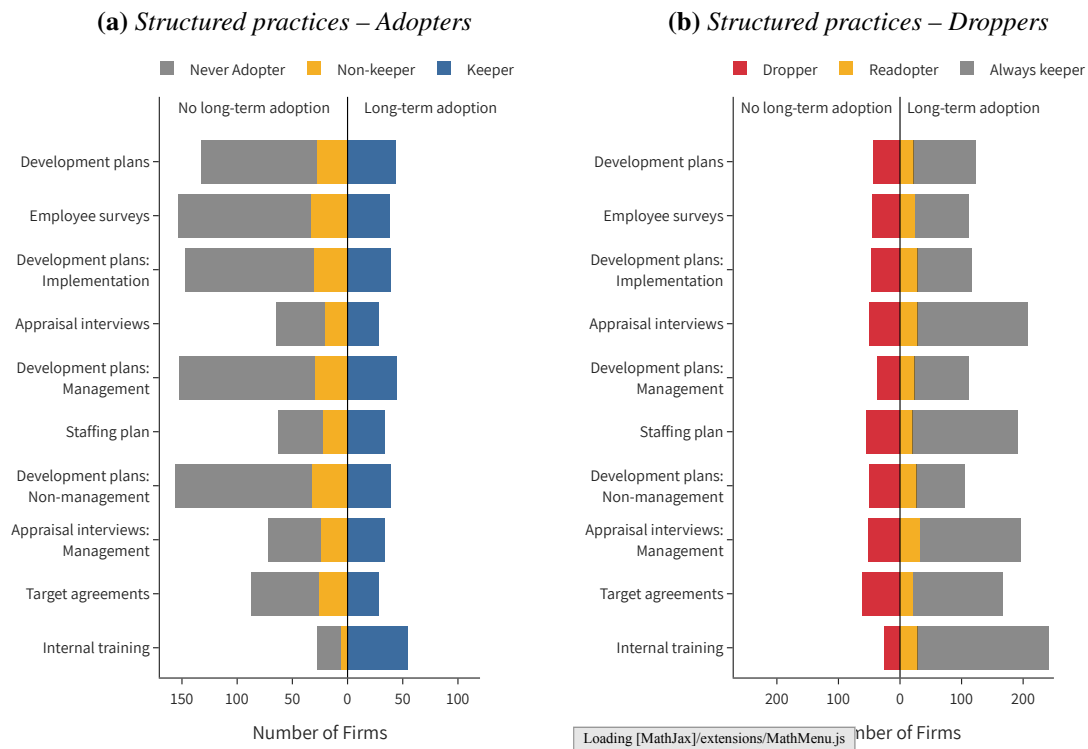 (a) Structured practices – Adopters
Never Adopter Non-keeper Keeper
No long-term adoption Long-term adoption
Development plans
Employee surveys
Development plans:
Implementation
Appraisal interviews
Development plans:
Management
Staffing plan
Development plans:
Non-management
Appraisal interviews:
Management
Target agreements
Internal training
150 100 50 0 50 100
Number of Firms
(b) Structured practices – Droppers
Dropper Readopter Always keeper
No long-term adoption Long-term adoption
Development plans
Employee surveys
Development plans:
Implementation
Appraisal interviews
Development plans:
Management
Staffing plan
Development plans:
Non-management
Appraisal interviews:
Management
Target agreements
Internal training
200 100 0 100 200
of Firms
Loading [MathJax]/extensions/MathMenu.js